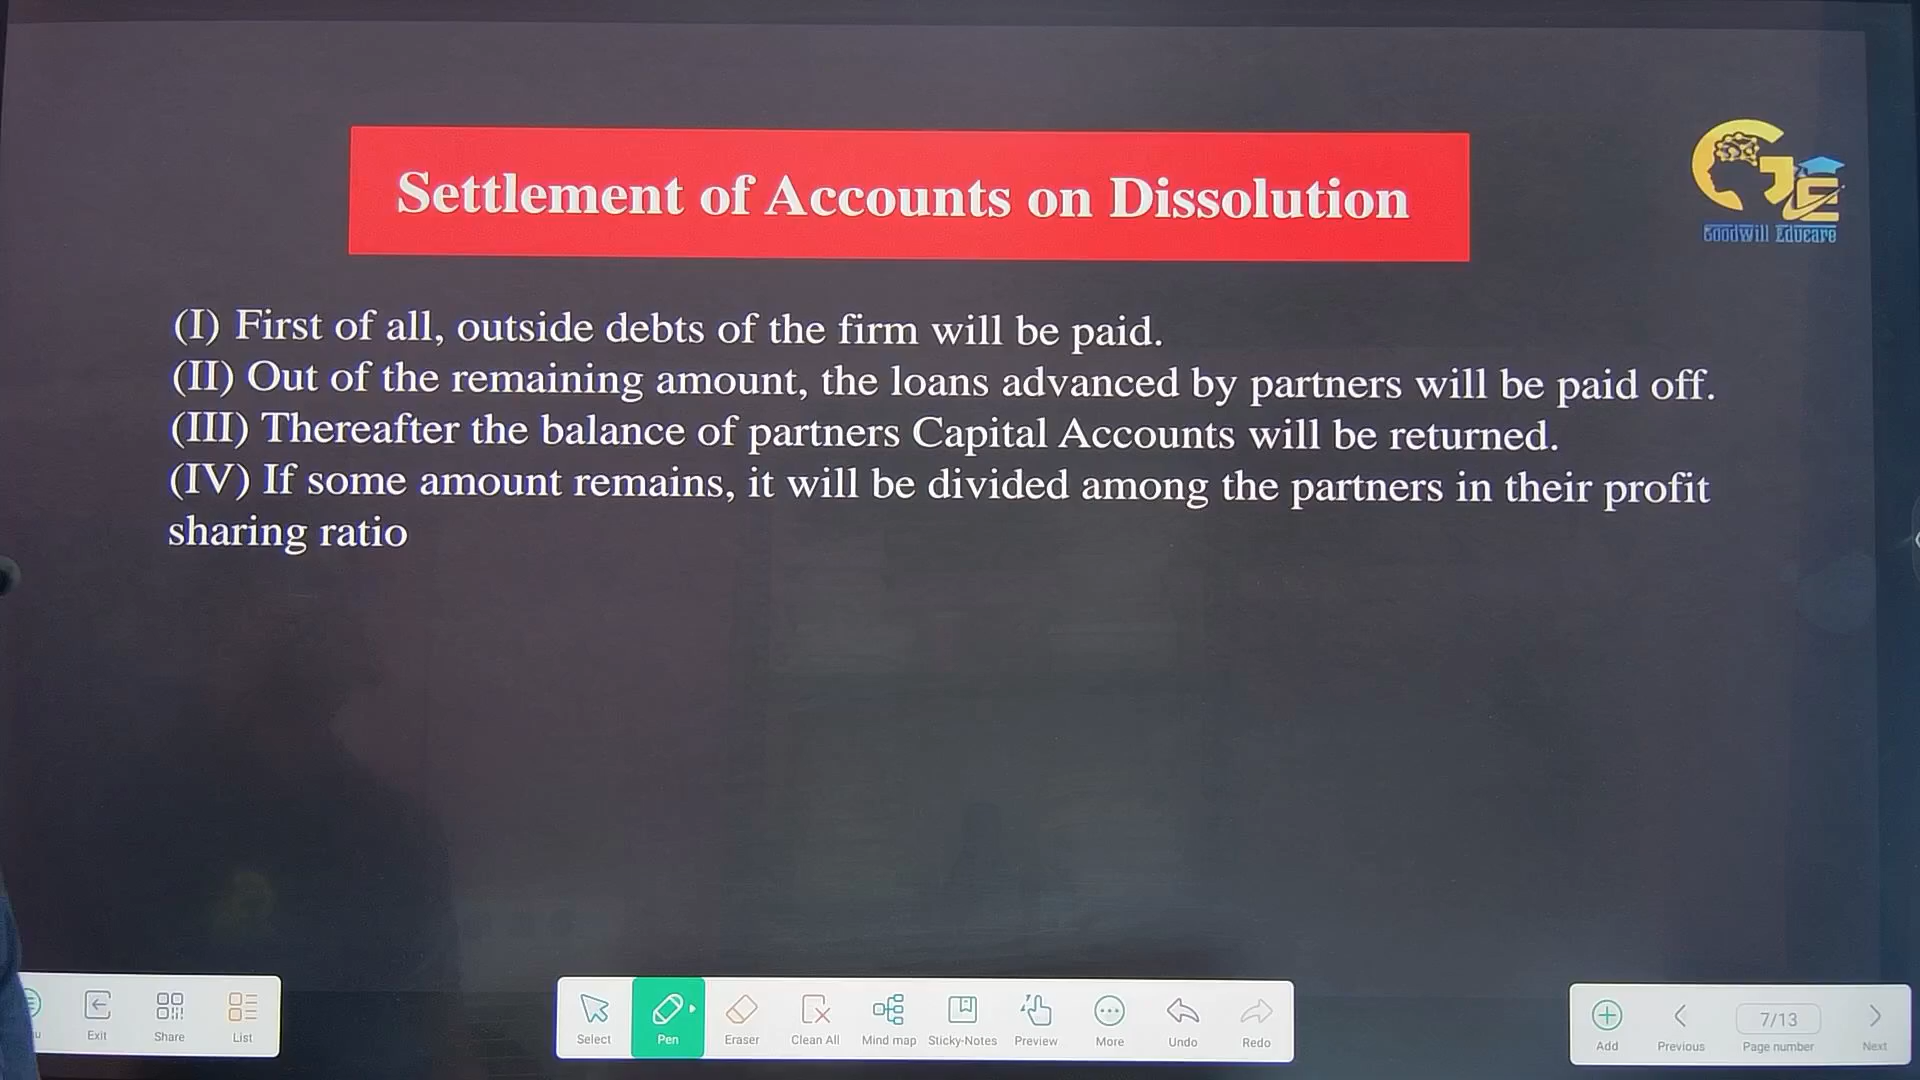 Settlement of Accounts on Dissolution
Goodwill Educare
(I) First of all, outside debts of the firm will be paid.
(II) Out of the remaining amount, the loans advanced by partners will be paid off.
(III) Thereafter the balance of partners Capital Accounts will be returned.
(IV) If some amount remains, it will be divided among the partners in their profit
sharing ratio
Exit Share List
Select Pen Eraser Clean All Mind map Sticky-Notes Preview More Undo Redo
Add Previous 7/13 Page number Next